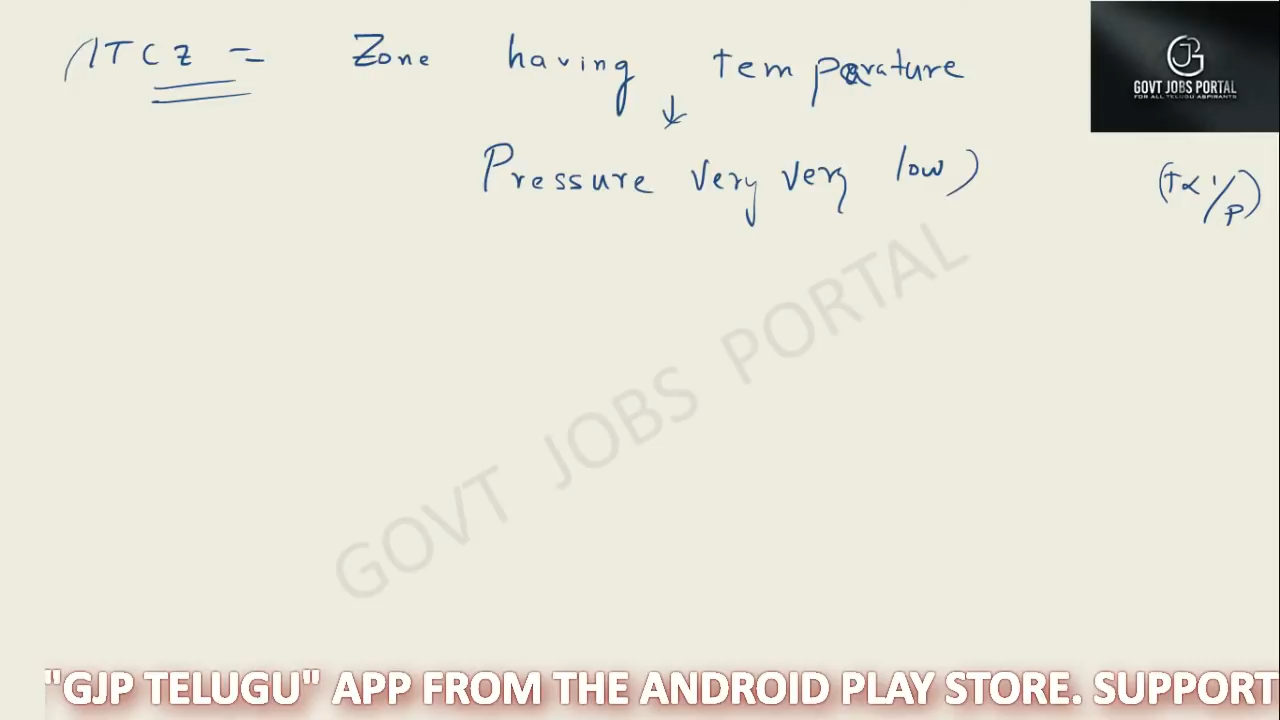 ITCZ = Zone having temperature
↓
Pressure very very low)
(T∝ 1/P)
GOVT JOBS PORTAL
FOR ALL TELUGU ASPIRANTS
GOVT JOBS PORTAL
"GJP TELUGU" APP FROM THE ANDROID PLAY STORE. SUPPORT